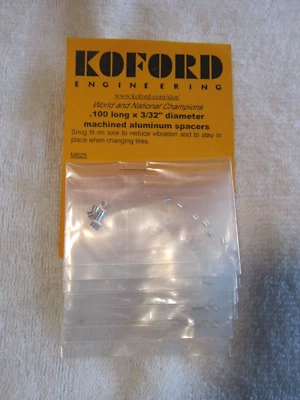 KOFORD
ENGINEERING
www.koford.com/slot/
World and National Champions
.100 long x 3/32" diameter
machined aluminum spacers
Snug fit on axle to reduce vibration and to stay in
place when changing tires.
M625